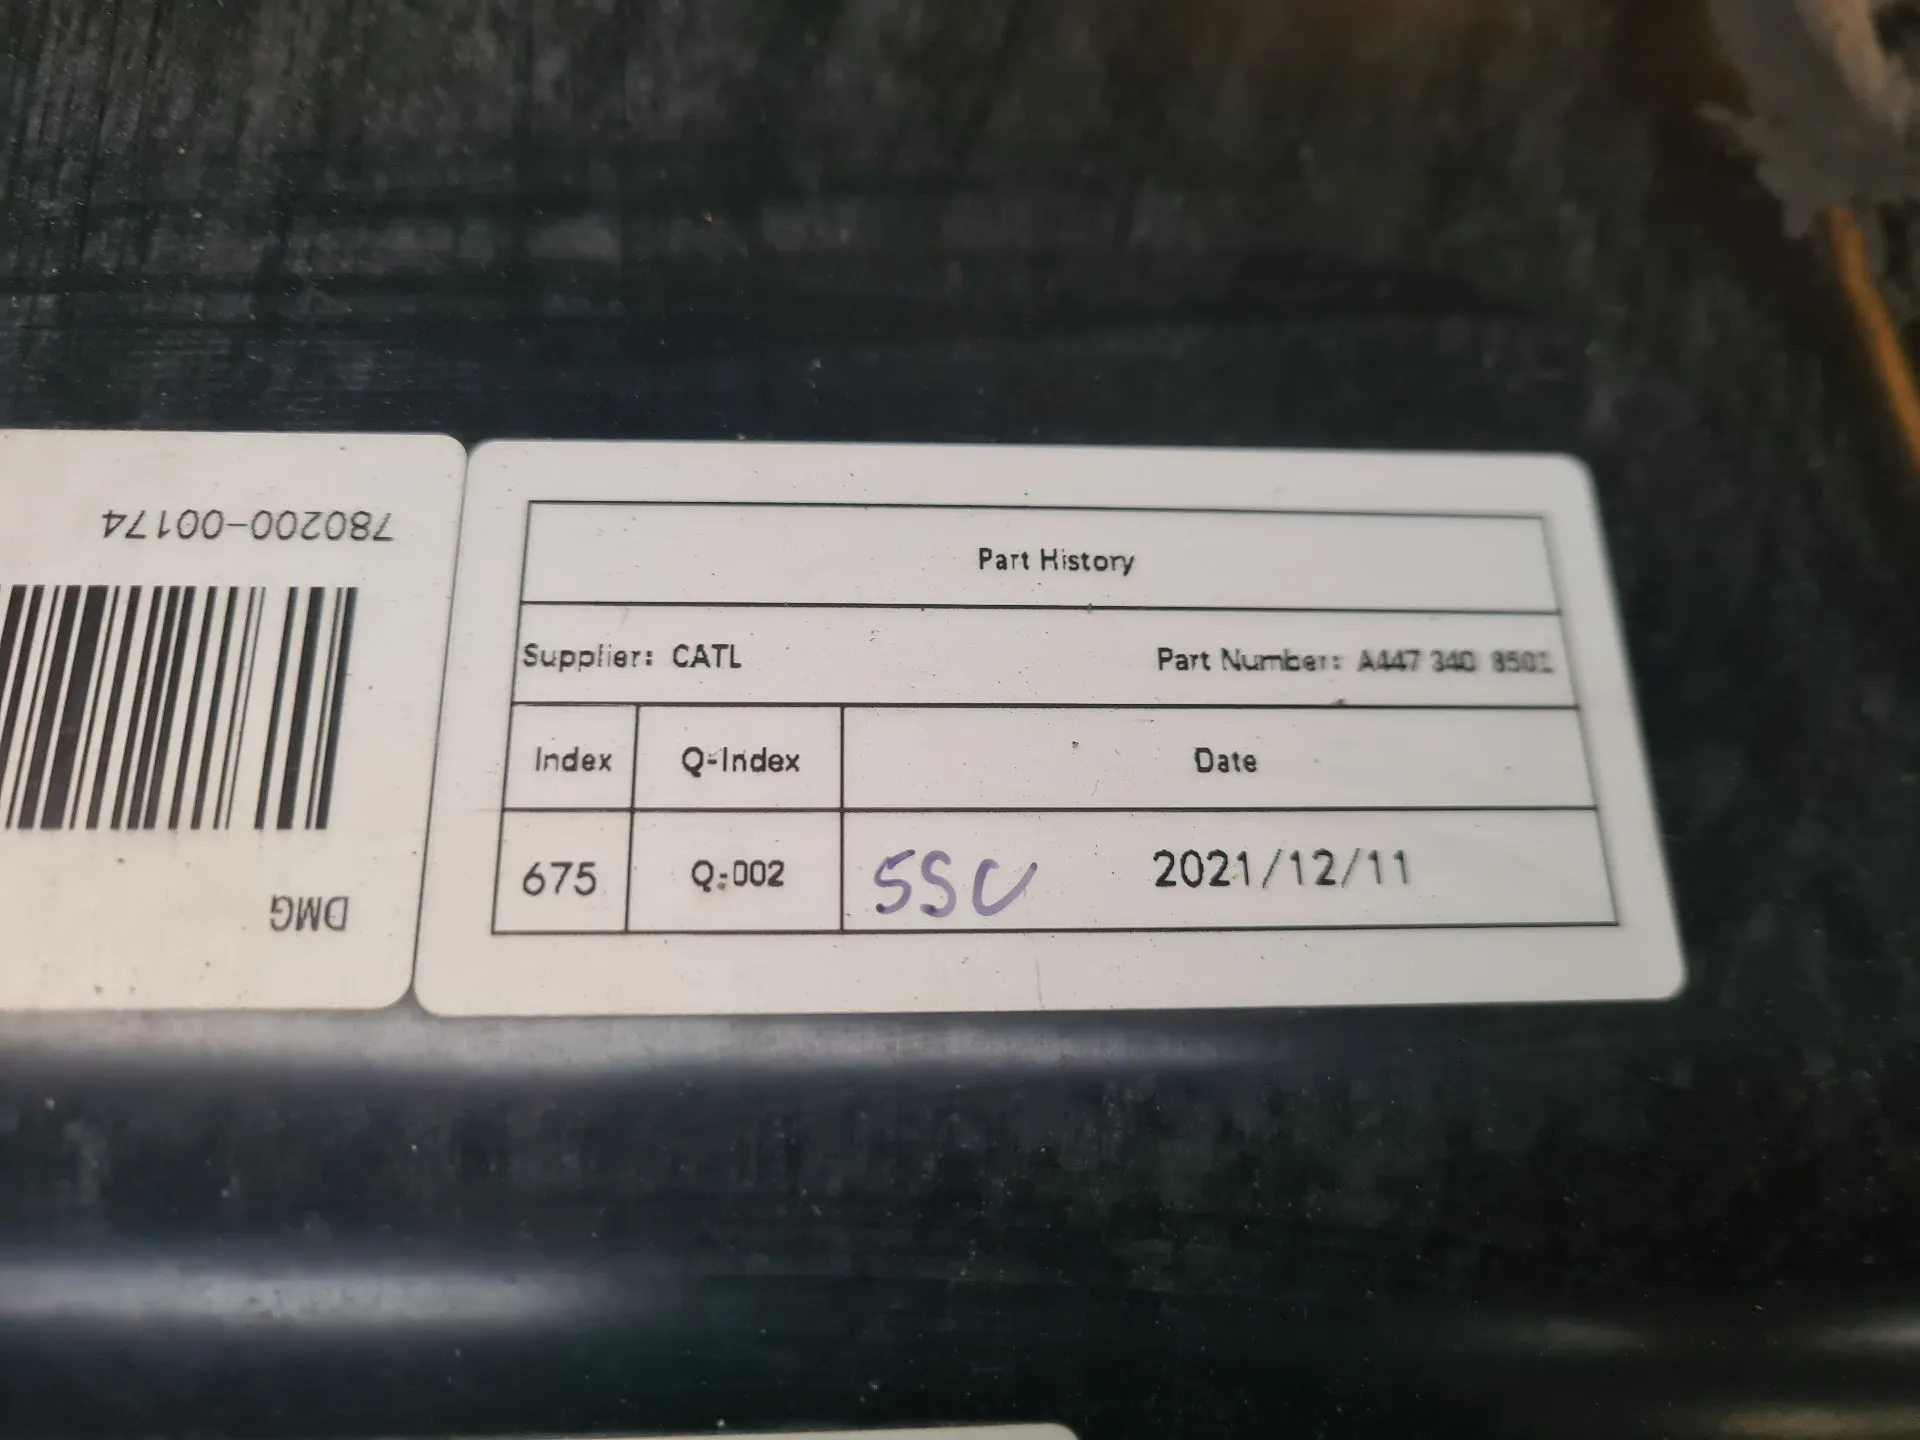 780200-00174
DMG
Part History
Supplier: CATL Part Number: A447 340 8501
Index Q-Index Date
675 Q-002 SSC 2021/12/11